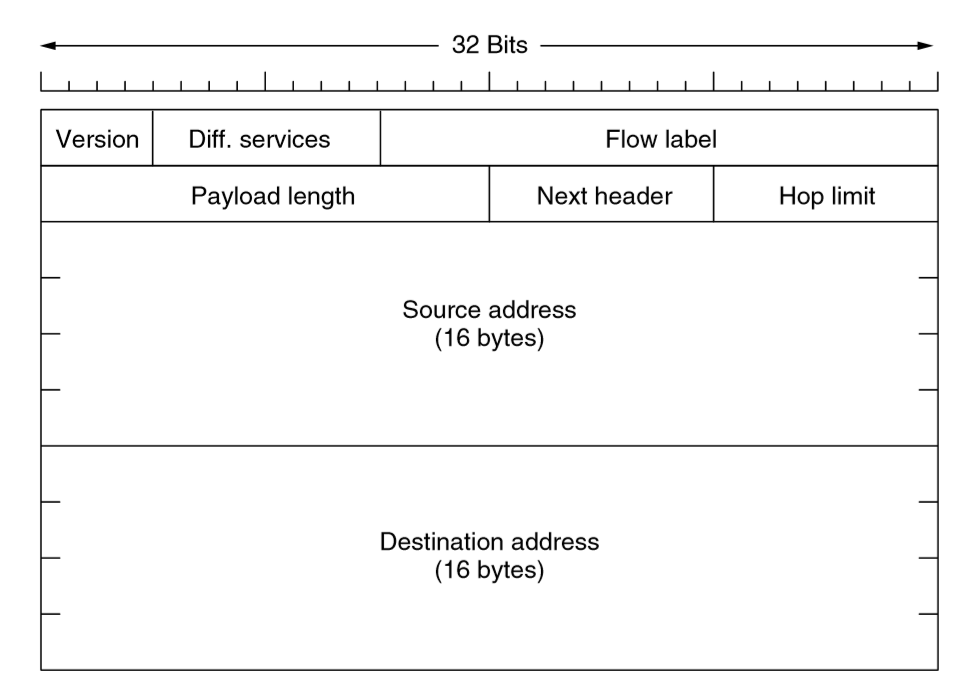 32 Bits
Version Diff. services Flow label
Payload length Next header Hop limit
Source address
(16 bytes)
Destination address
(16 bytes)